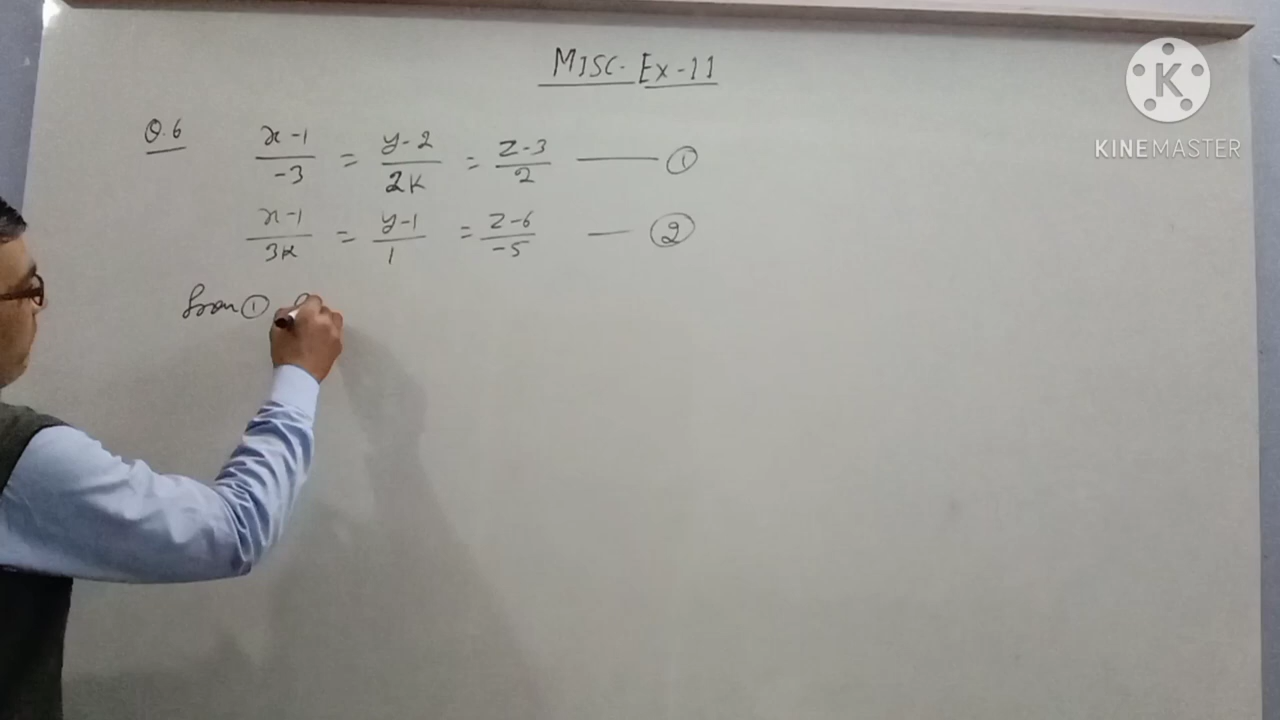 MISC. Ex-11
Q.6 x-1/-3 = y-2/2K = z-3/2 —— ①
x-1/3K = y-1/1 = z-6/-5 — ②
from ①
K
KINEMASTER